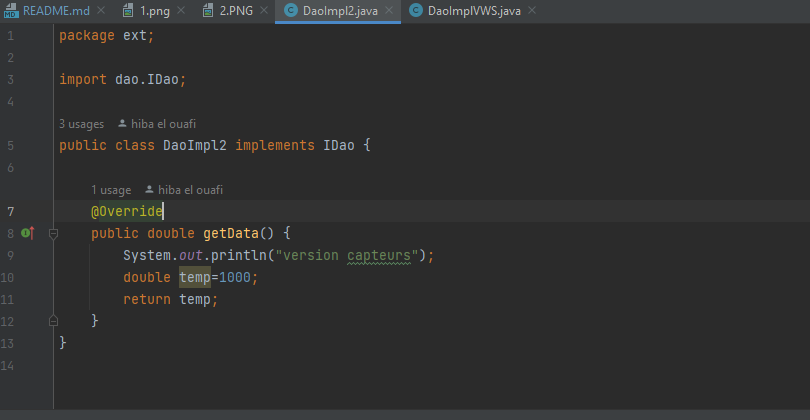 README.md 1.png 2.PNG DaoImpl2.java DaoImplVWS.java
1 package ext;
2
3 import dao.IDao;
4
3 usages hiba el ouafi
5 public class DaoImpl2 implements IDao {
6
1 usage hiba el ouafi
7 @Override
8 public double getData() {
9 System.out.println("version capteurs");
10 double temp=1000;
11 return temp;
12 }
13 }
14